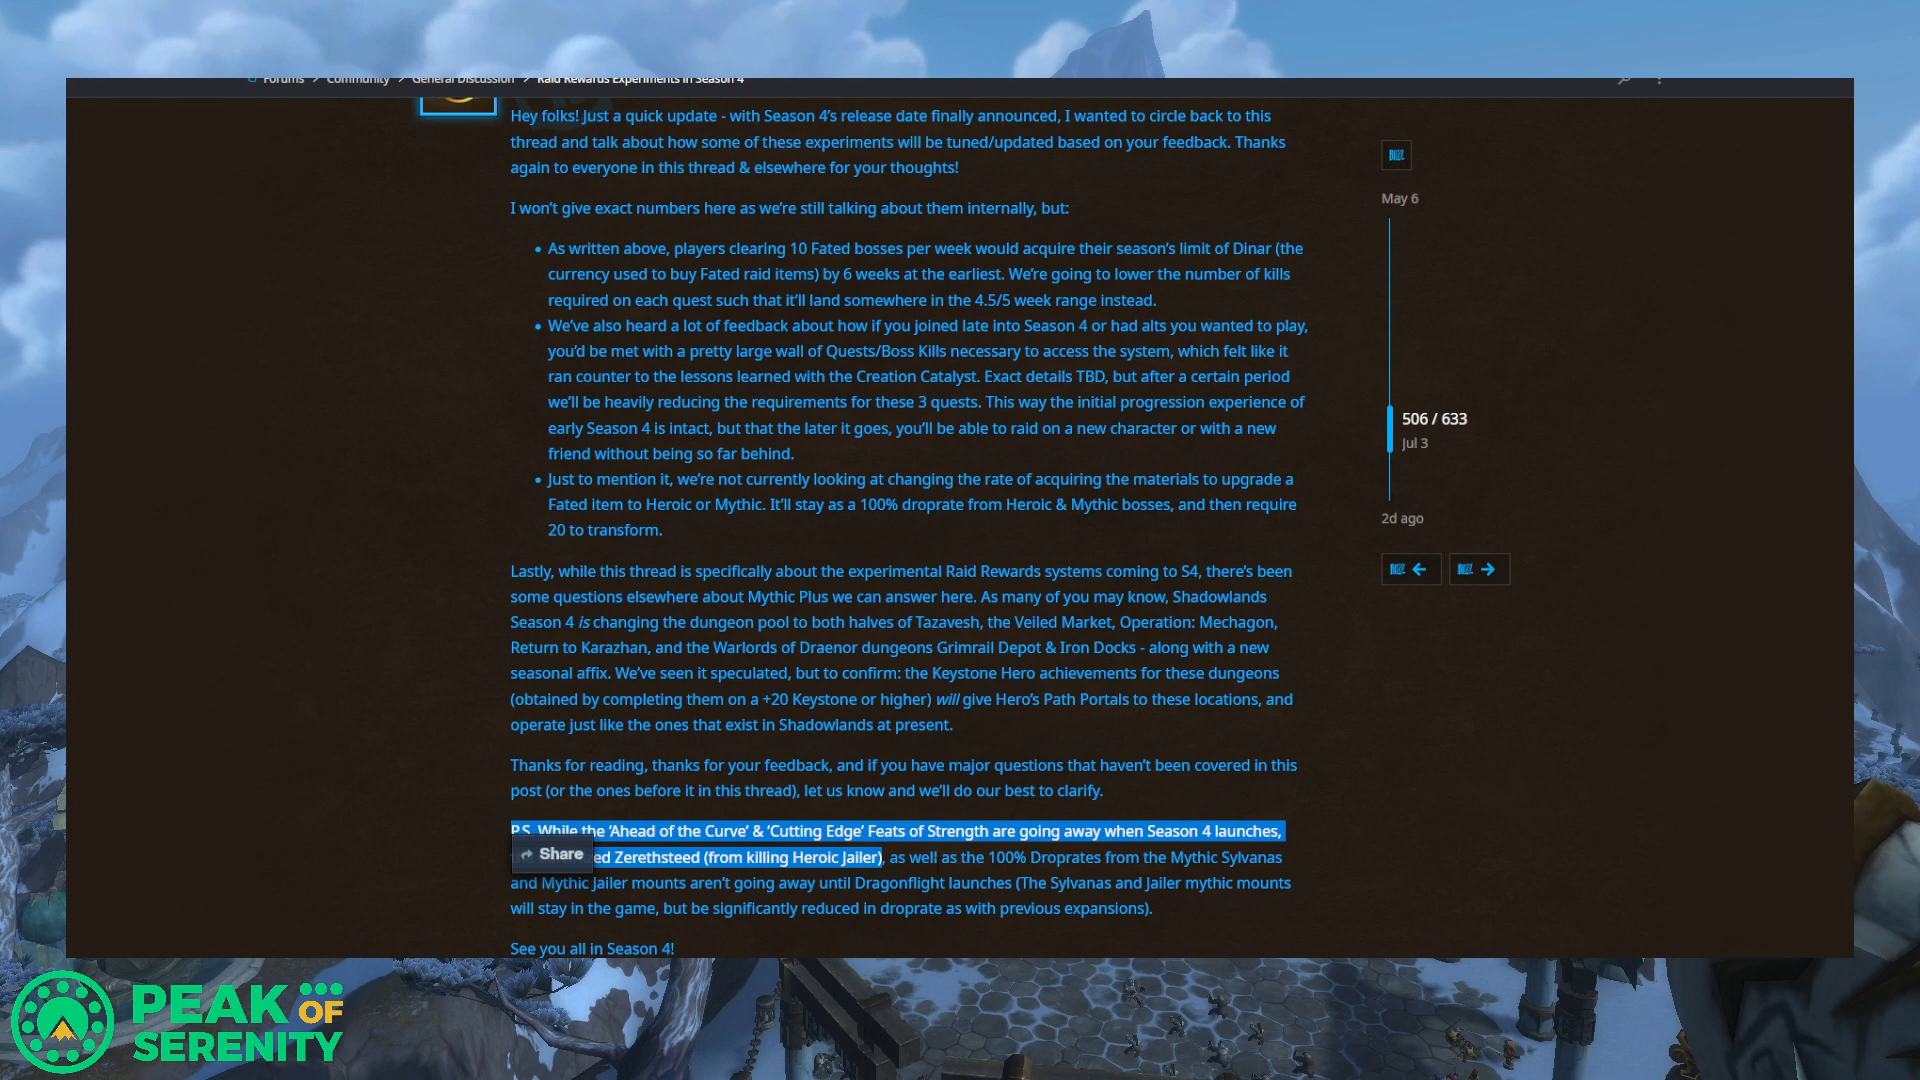 Forums > Community > General Discussion > Raid Rewards Experiments in Season 4
Hey folks! Just a quick update - with Season 4’s release date finally announced, I wanted to circle back to this
thread and talk about how some of these experiments will be tuned/updated based on your feedback. Thanks
again to everyone in this thread & elsewhere for your thoughts!
I won’t give exact numbers here as we’re still talking about them internally, but:
• As written above, players clearing 10 Fated bosses per week would acquire their season’s limit of Dinar (the
currency used to buy Fated raid items) by 6 weeks at the earliest. We’re going to lower the number of kills
required on each quest such that it’ll land somewhere in the 4.5/5 week range instead.
• We’ve also heard a lot of feedback about how if you joined late into Season 4 or had alts you wanted to play,
you’d be met with a pretty large wall of Quests/Boss Kills necessary to access the system, which felt like it
ran counter to the lessons learned with the Creation Catalyst. Exact details TBD, but after a certain period
we’ll be heavily reducing the requirements for these 3 quests. This way the initial progression experience of
early Season 4 is intact, but that the later it goes, you’ll be able to raid on a new character or with a new
friend without being so far behind.
• Just to mention it, we’re not currently looking at changing the rate of acquiring the materials to upgrade a
Fated item to Heroic or Mythic. It’ll stay as a 100% droprate from Heroic & Mythic bosses, and then require
20 to transform.
Lastly, while this thread is specifically about the experimental Raid Rewards systems coming to S4, there’s been
some questions elsewhere about Mythic Plus we can answer here. As many of you may know, Shadowlands
Season 4 is changing the dungeon pool to both halves of Tazavesh, the Veiled Market, Operation: Mechagon,
Return to Karazhan, and the Warlords of Draenor dungeons Grimrail Depot & Iron Docks - along with a new
seasonal affix. We’ve seen it speculated, but to confirm: the Keystone Hero achievements for these dungeons
(obtained by completing them on a +20 Keystone or higher) will give Hero’s Path Portals to these locations, and
operate just like the ones that exist in Shadowlands at present.
Thanks for reading, thanks for your feedback, and if you have major questions that haven’t been covered in this
post (or the ones before it in this thread), let us know and we’ll do our best to clarify.
P.S. While the ‘Ahead of the Curve’ & ‘Cutting Edge’ Feats of Strength are going away when Season 4 launches,
Share
ed Zerethsteed (from killing Heroic Jailer), as well as the 100% Droprates from the Mythic Sylvanas
and Mythic Jailer mounts aren’t going away until Dragonflight launches (The Sylvanas and Jailer mythic mounts
will stay in the game, but be significantly reduced in droprate as with previous expansions).
See you all in Season 4!
BLIZZ
May 6
506 / 633
Jul 3
2d ago
BLIZZ ←
BLIZZ →
PEAK OF
SERENITY